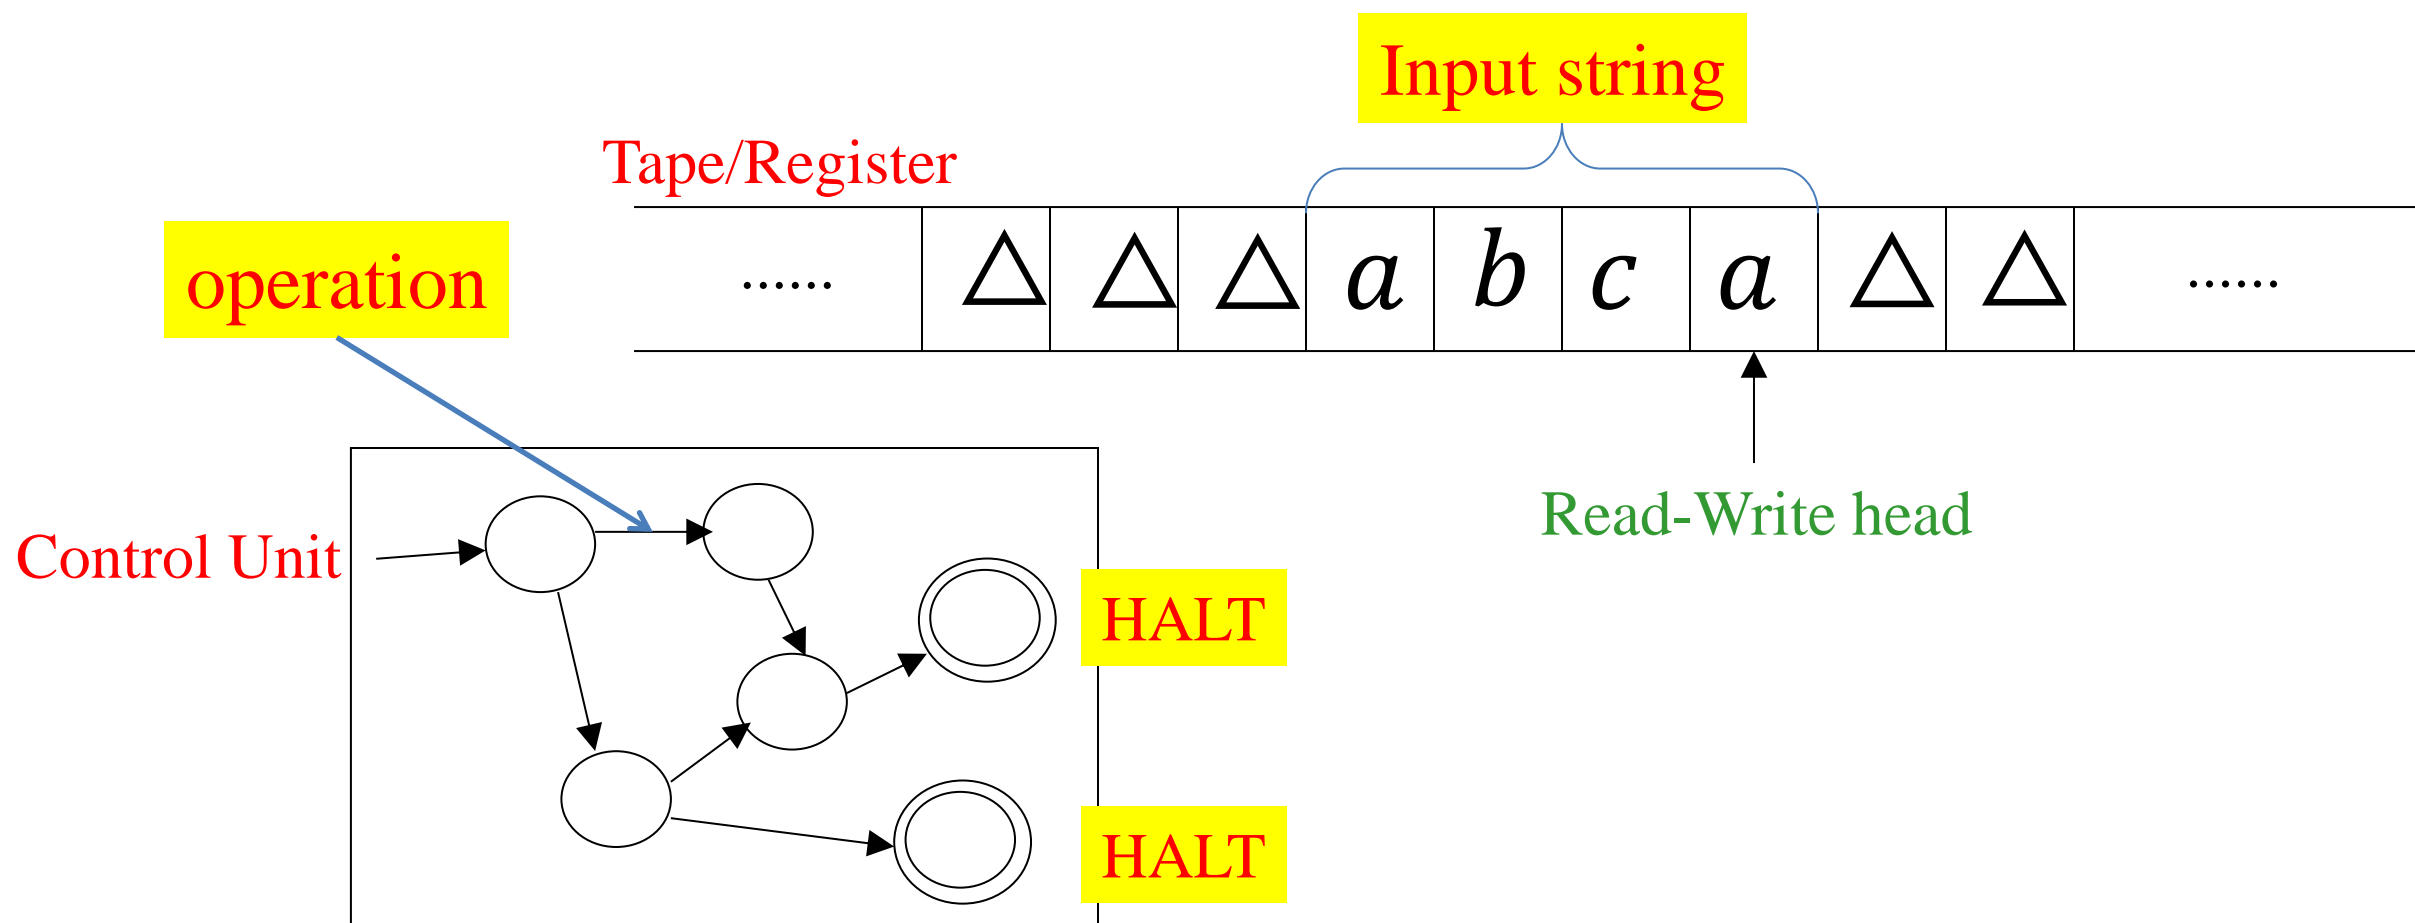 Input string
Tape/Register
operation
...... △ △ △ a b c a △ △ ......
Read-Write head
Control Unit
HALT
HALT